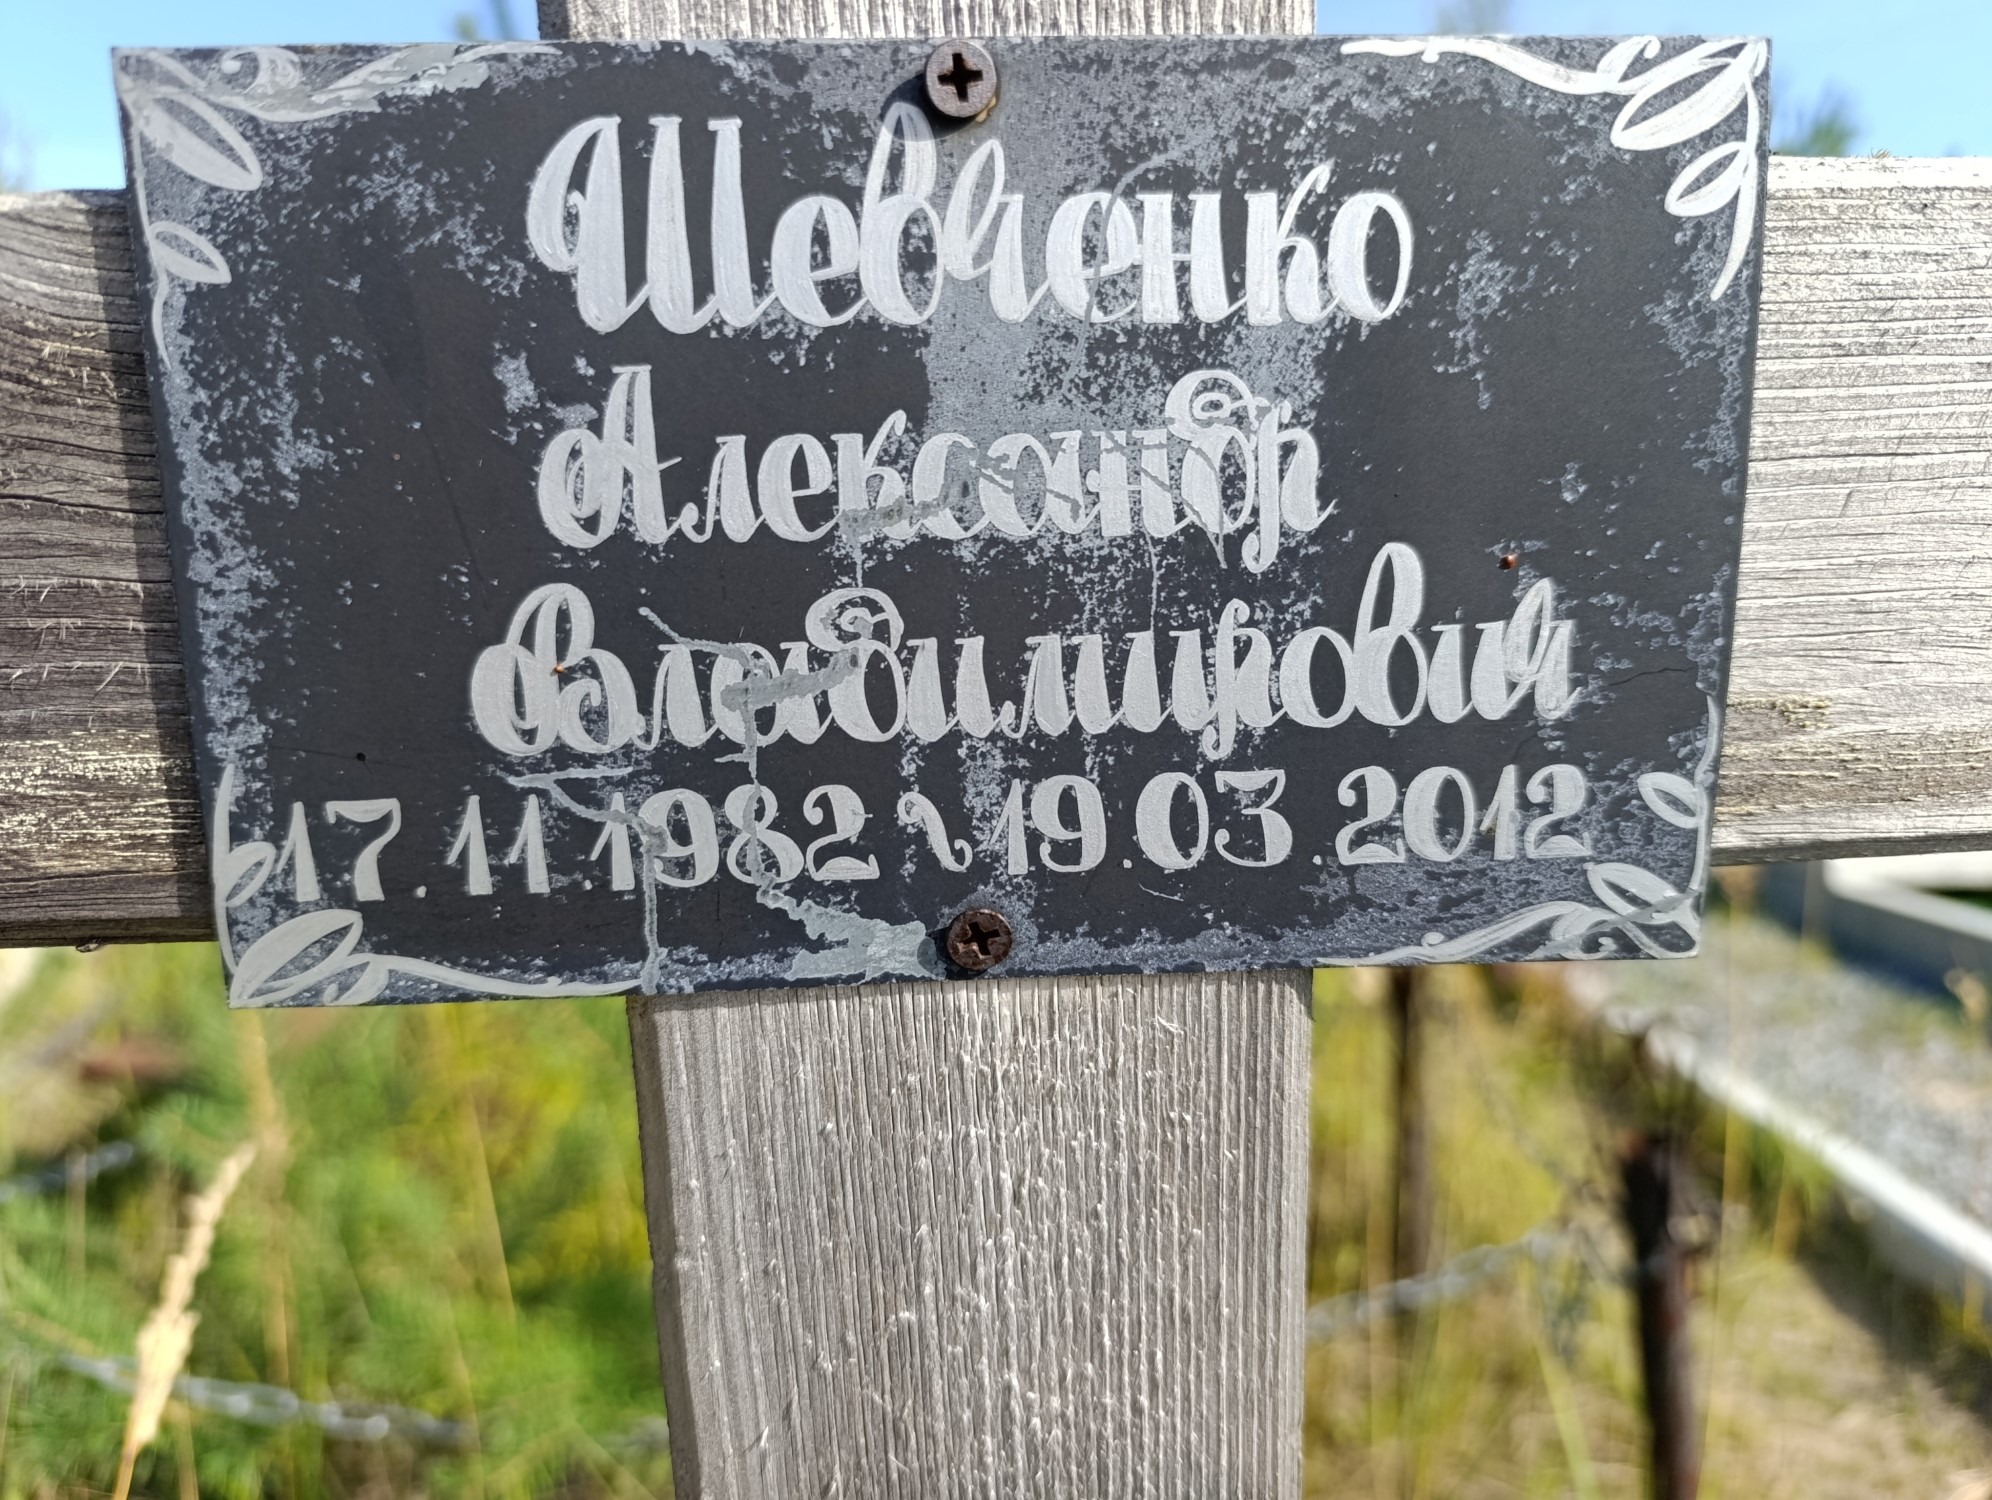 Шевченко
Александр
Владимирович
17.11.1982 ~ 19.03.2012